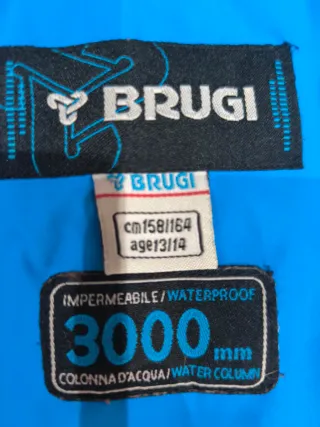 BRUGI
BRUGI
cm158/164
age13/14
IMPERMEABILE/WATERPROOF
3000mm
COLONNA D'ACQUA/WATER COLUMN